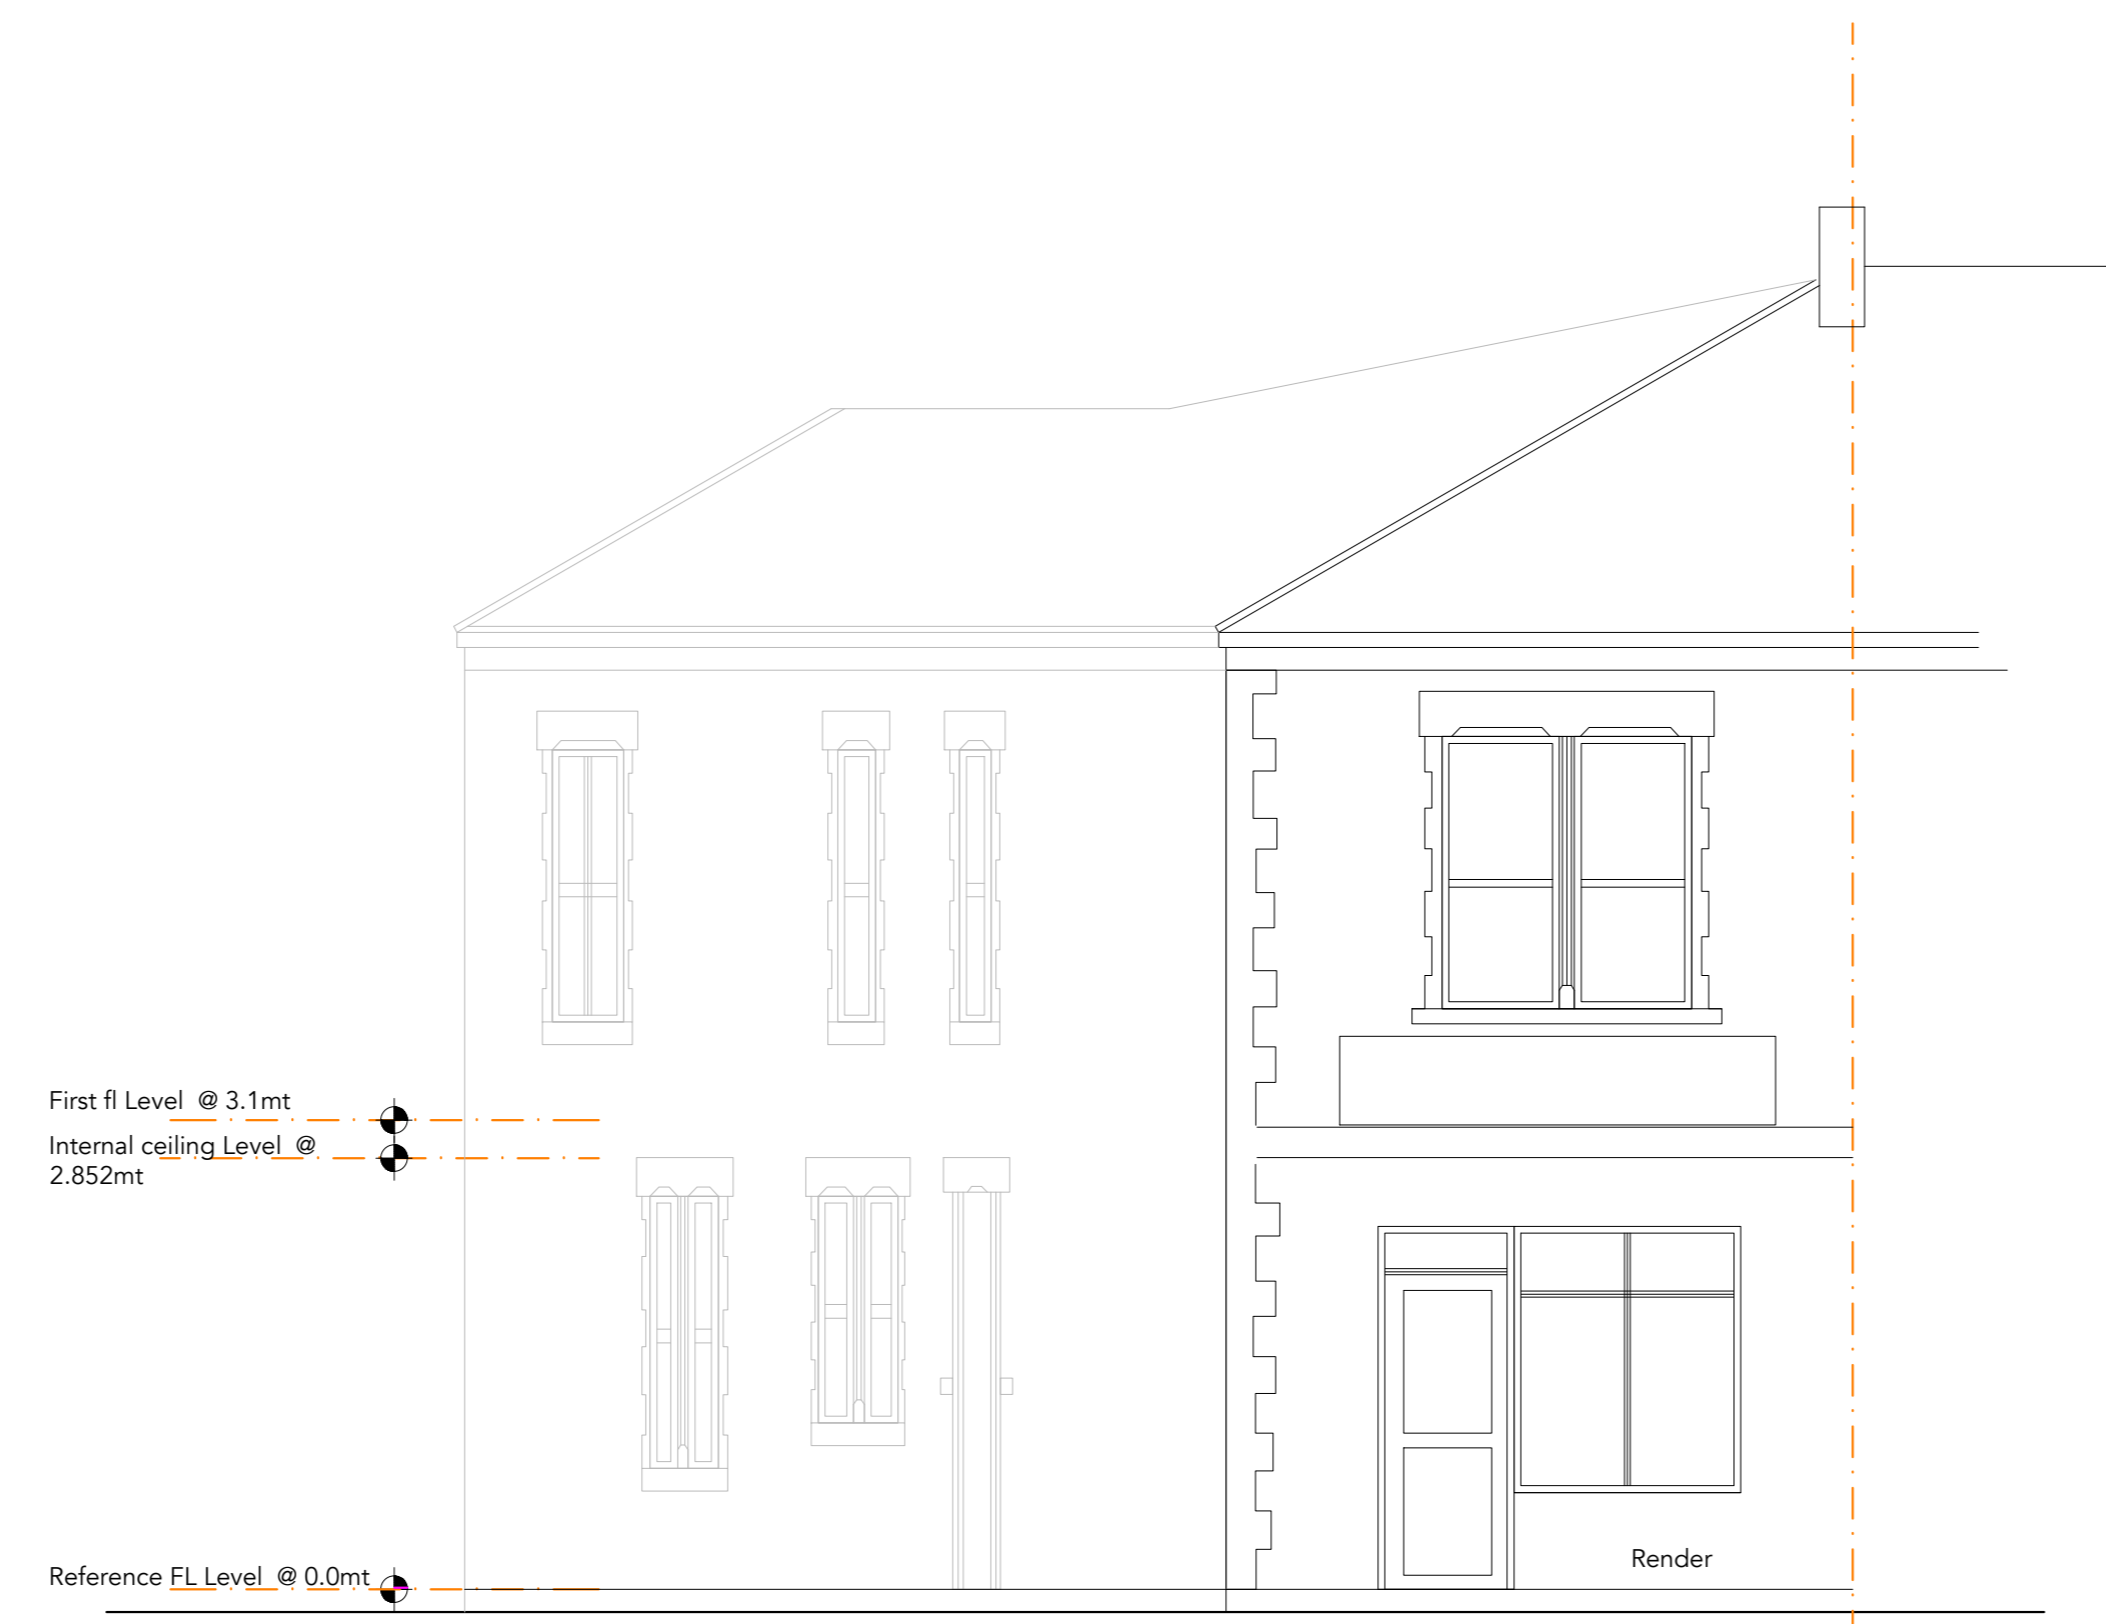 First fl Level @ 3.1mt
Internal ceiling Level @
2.852mt
Reference FL Level @ 0.0mt
Render